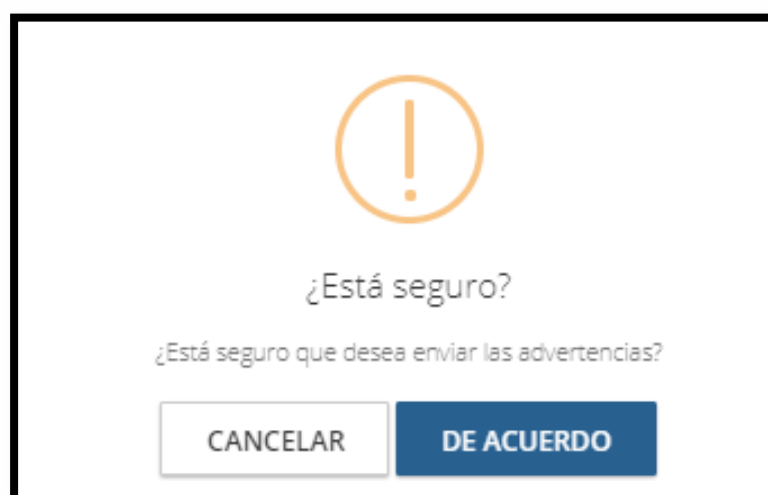 ¿Está seguro?
¿Está seguro que desea enviar las advertencias?
CANCELAR DE ACUERDO